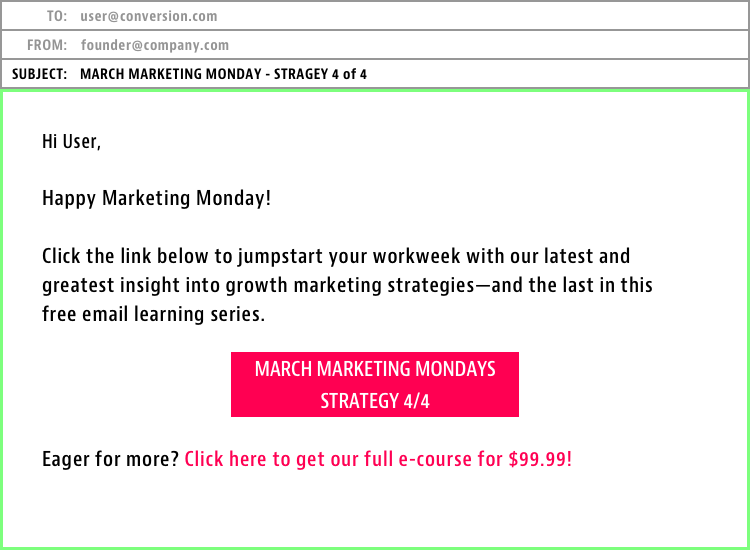 TO: user@conversion.com
FROM: founder@company.com
SUBJECT: MARCH MARKETING MONDAY - STRAGEY 4 of 4
Hi User,
Happy Marketing Monday!
Click the link below to jumpstart your workweek with our latest and
greatest insight into growth marketing strategies—and the last in this
free email learning series.
MARCH MARKETING MONDAYS
STRATEGY 4/4
Eager for more? Click here to get our full e-course for $99.99!